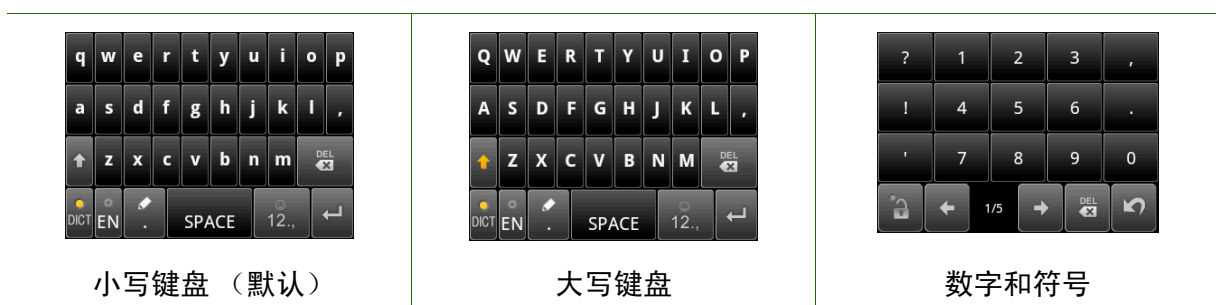 q w e r t y u i o p
a s d f g h j k l ,
z x c v b n m DEL
DICT EN . SPACE 12.,
小写键盘 （默认）
Q W E R T Y U I O P
A S D F G H J K L ,
Z X C V B N M DEL
DICT EN . SPACE 12.,
大写键盘
? 1 2 3 ,
! 4 5 6 .
' 7 8 9 0
1/5 DEL
数字和符号